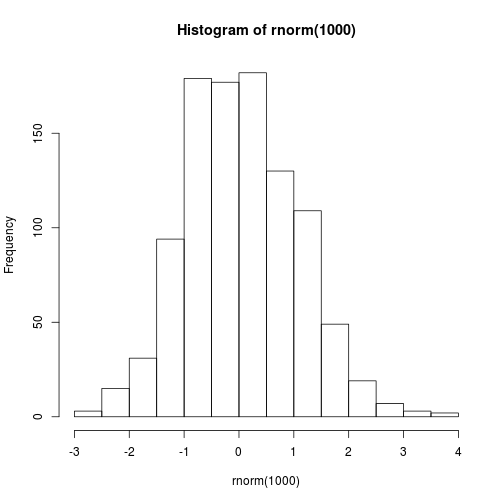 Histogram of rnorm(1000)
Frequency
150
100
50
0
-3 -2 -1 0 1 2 3 4
rnorm(1000)